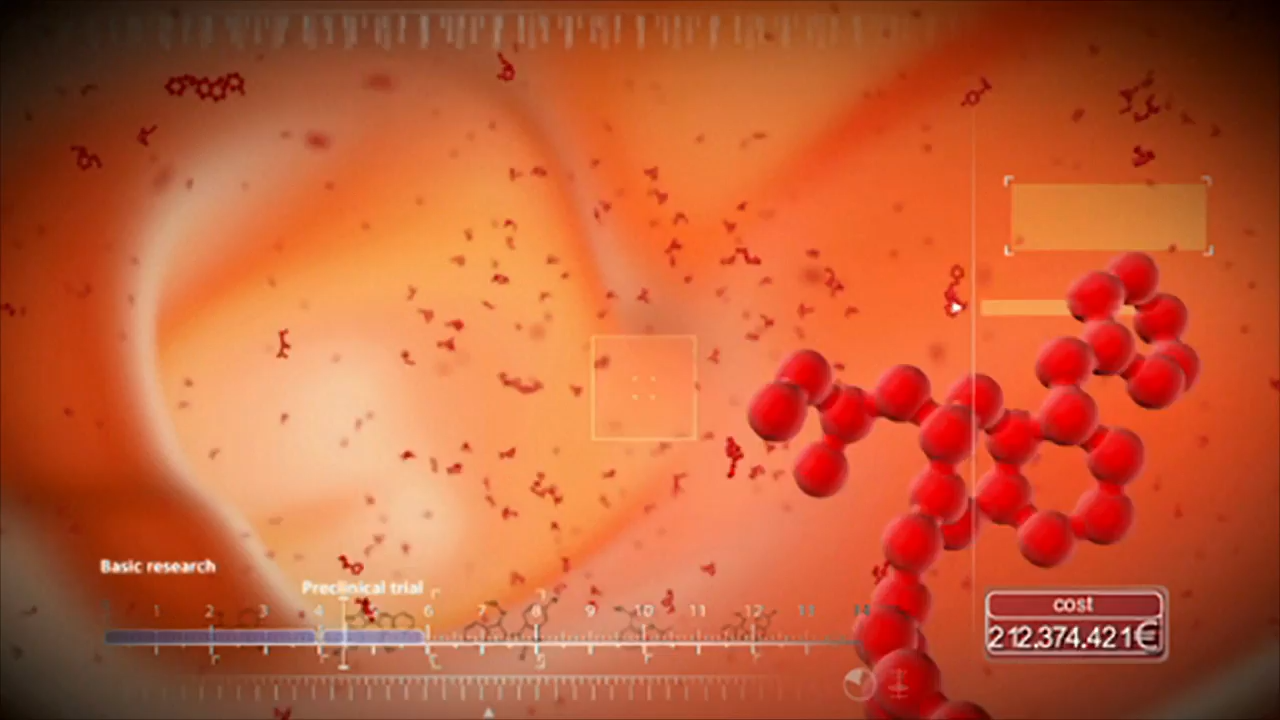 Basic research
Preclinical trial
1 2 3 4 6 7 8 9 10 11 12 13 14
cost
212.374.421€